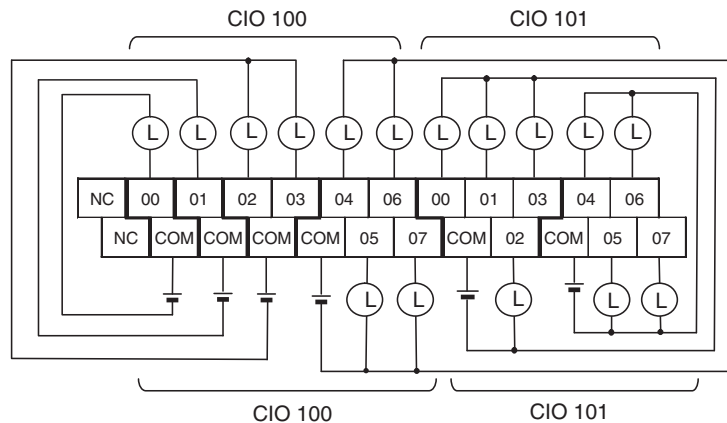 CIO 100 CIO 101
L L L L L L L L L L L
NC 00 01 02 03 04 06 00 01 03 04 06
NC COM COM COM COM 05 07 COM 02 COM 05 07
L L L L L
CIO 100 CIO 101